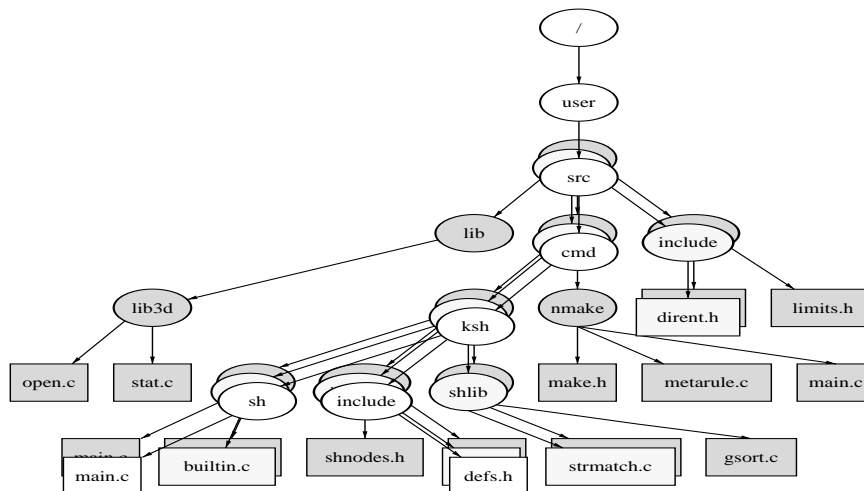 /
user
src
lib
cmd
include
lib3d
ksh
nmake
dirent.h
limits.h
open.c
stat.c
sh
include
shlib
make.h
metarule.c
main.c
main.c
main.c
builtin.c
shnodes.h
defs.h
strmatch.c
gsort.c